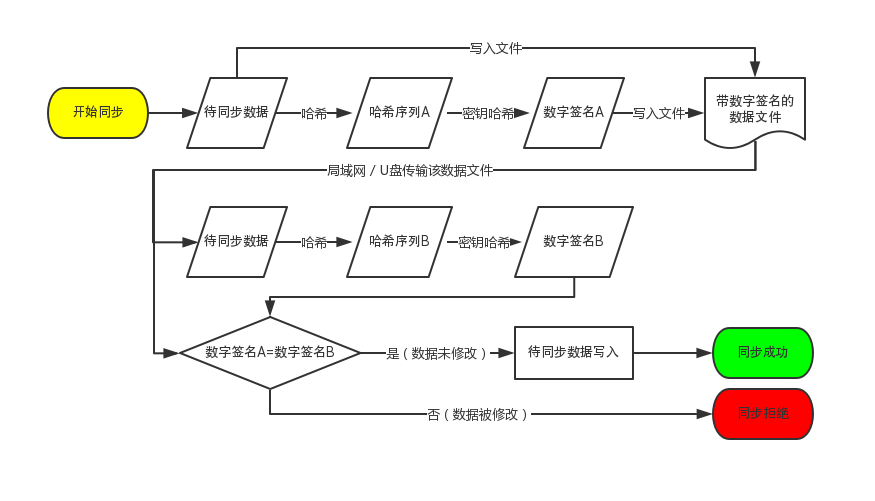 写入文件
开始同步
待同步数据
哈希
哈希序列A
密钥哈希
数字签名A
写入文件
带数字签名的
数据文件
局域网 / U盘传输该数据文件
待同步数据
哈希
哈希序列B
密钥哈希
数字签名B
数字签名A=数字签名B
是 ( 数据未修改 )
待同步数据写入
同步成功
否 ( 数据被修改 )
同步拒绝